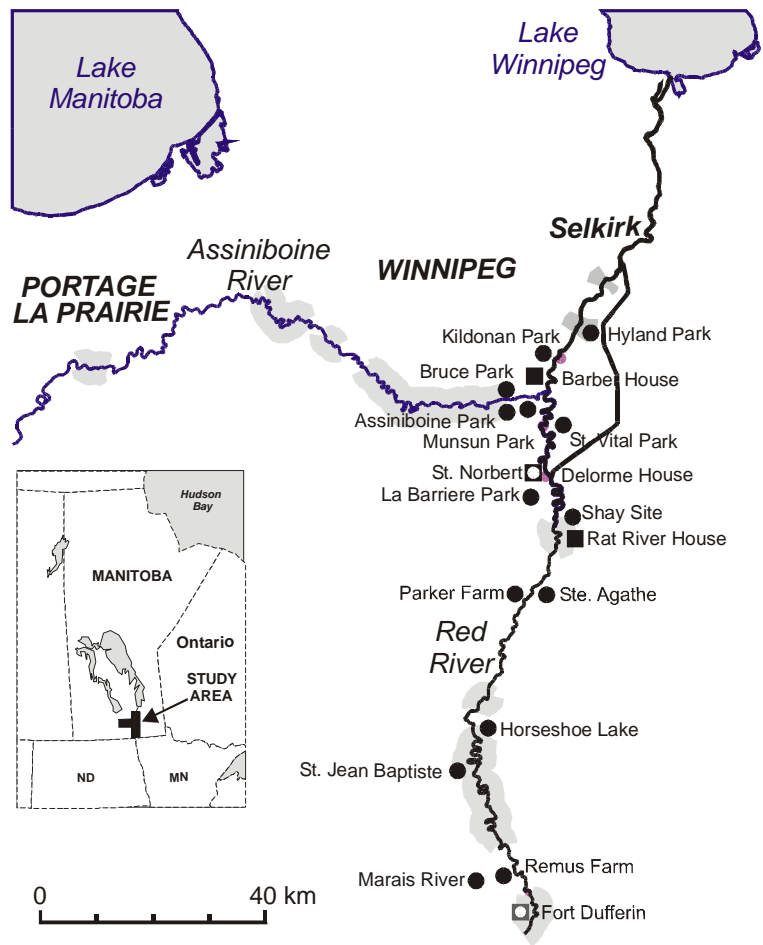 Lake
Winnipeg
Lake
Manitoba
Selkirk
Assiniboine
River
WINNIPEG
PORTAGE
LA PRAIRIE
Kildonan Park
Hyland Park
Bruce Park
Barber House
Assiniboine Park
Munsun Park
St. Vital Park
St. Norbert
Delorme House
La Barriere Park
Shay Site
Rat River House
Parker Farm
Ste. Agathe
Red
River
Horseshoe Lake
St. Jean Baptiste
Remus Farm
Marais River
Fort Dufferin
Hudson
Bay
MANITOBA
Ontario
STUDY
AREA
ND
MN
0
40 km